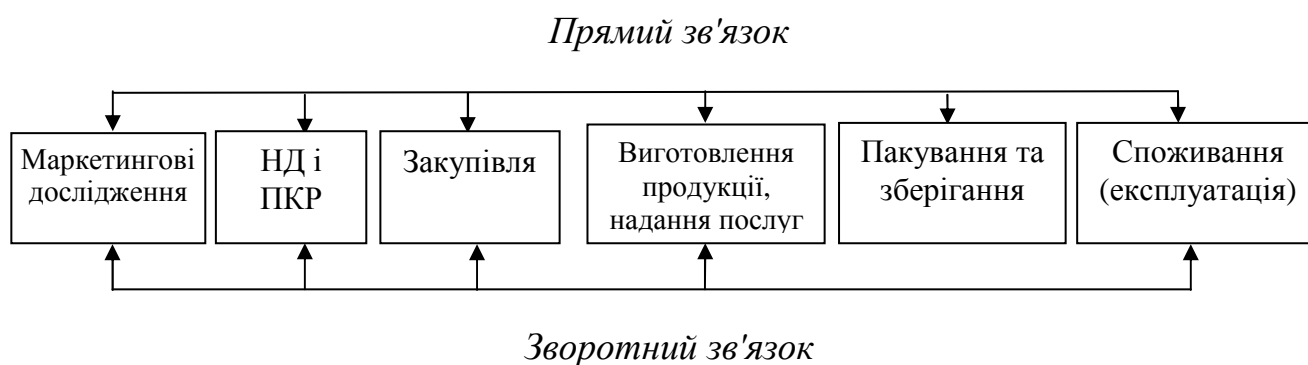 Прямий зв'язок
Маркетингові
дослідження
НД і
ПКР
Закупівля
Виготовлення
продукції,
надання послуг
Пакування та
зберігання
Споживання
(експлуатація)
Зворотний зв'язок